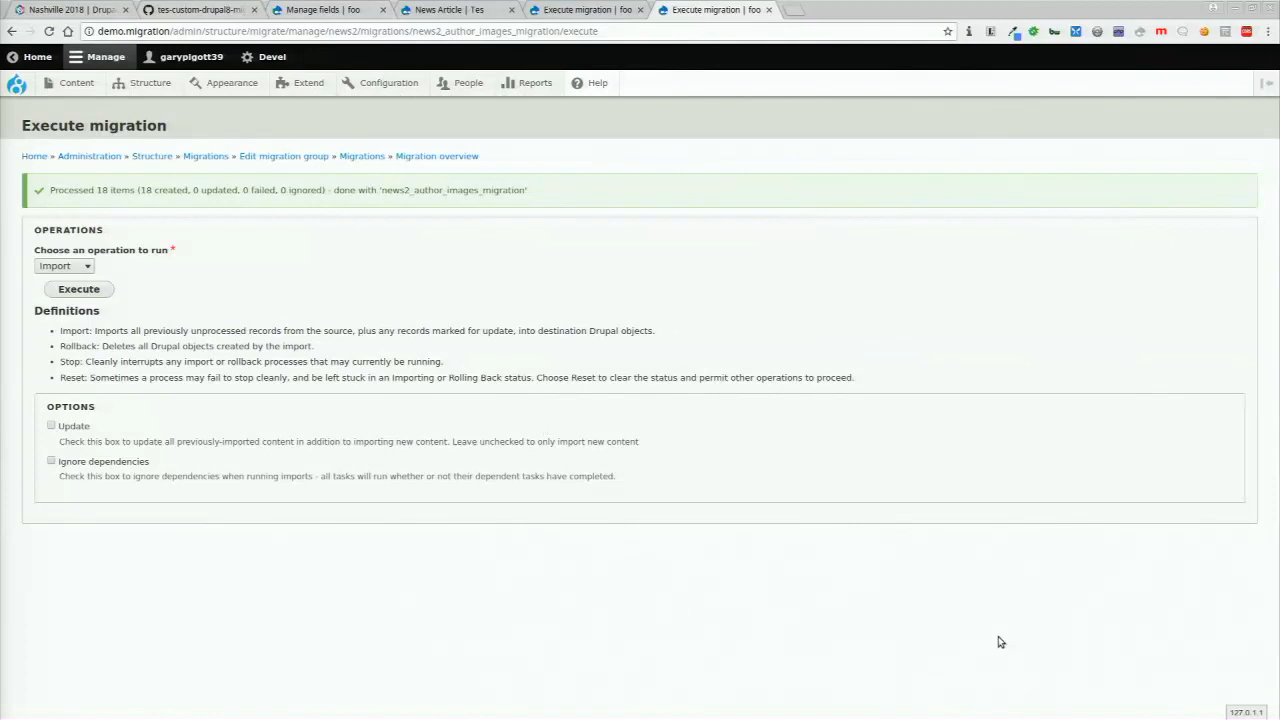 Nashville 2018 | Drupa
tes-custom-drupal8-mi
Manage fields | foo
News Article | Tes
Execute migration | foo
Execute migration | foo
demo.migration/admin/structure/migrate/manage/news2/migrations/news2_author_images_migration/execute
Home
Manage
garypigott39
Devel
Content
Structure
Appearance
Extend
Configuration
People
Reports
Help
Execute migration
Home » Administration » Structure » Migrations » Edit migration group » Migrations » Migration overview
Processed 18 items (18 created, 0 updated, 0 failed, 0 ignored) - done with 'news2_author_images_migration'
OPERATIONS
Choose an operation to run *
Import
Execute
Definitions
• Import: Imports all previously unprocessed records from the source, plus any records marked for update, into destination Drupal objects.
• Rollback: Deletes all Drupal objects created by the import.
• Stop: Cleanly interrupts any import or rollback processes that may currently be running.
• Reset: Sometimes a process may fail to stop cleanly, and be left stuck in an Importing or Rolling Back status. Choose Reset to clear the status and permit other operations to proceed.
OPTIONS
Update
Check this box to update all previously-imported content in addition to importing new content. Leave unchecked to only import new content
Ignore dependencies
Check this box to ignore dependencies when running imports - all tasks will run whether or not their dependent tasks have completed.
127.0.1.1